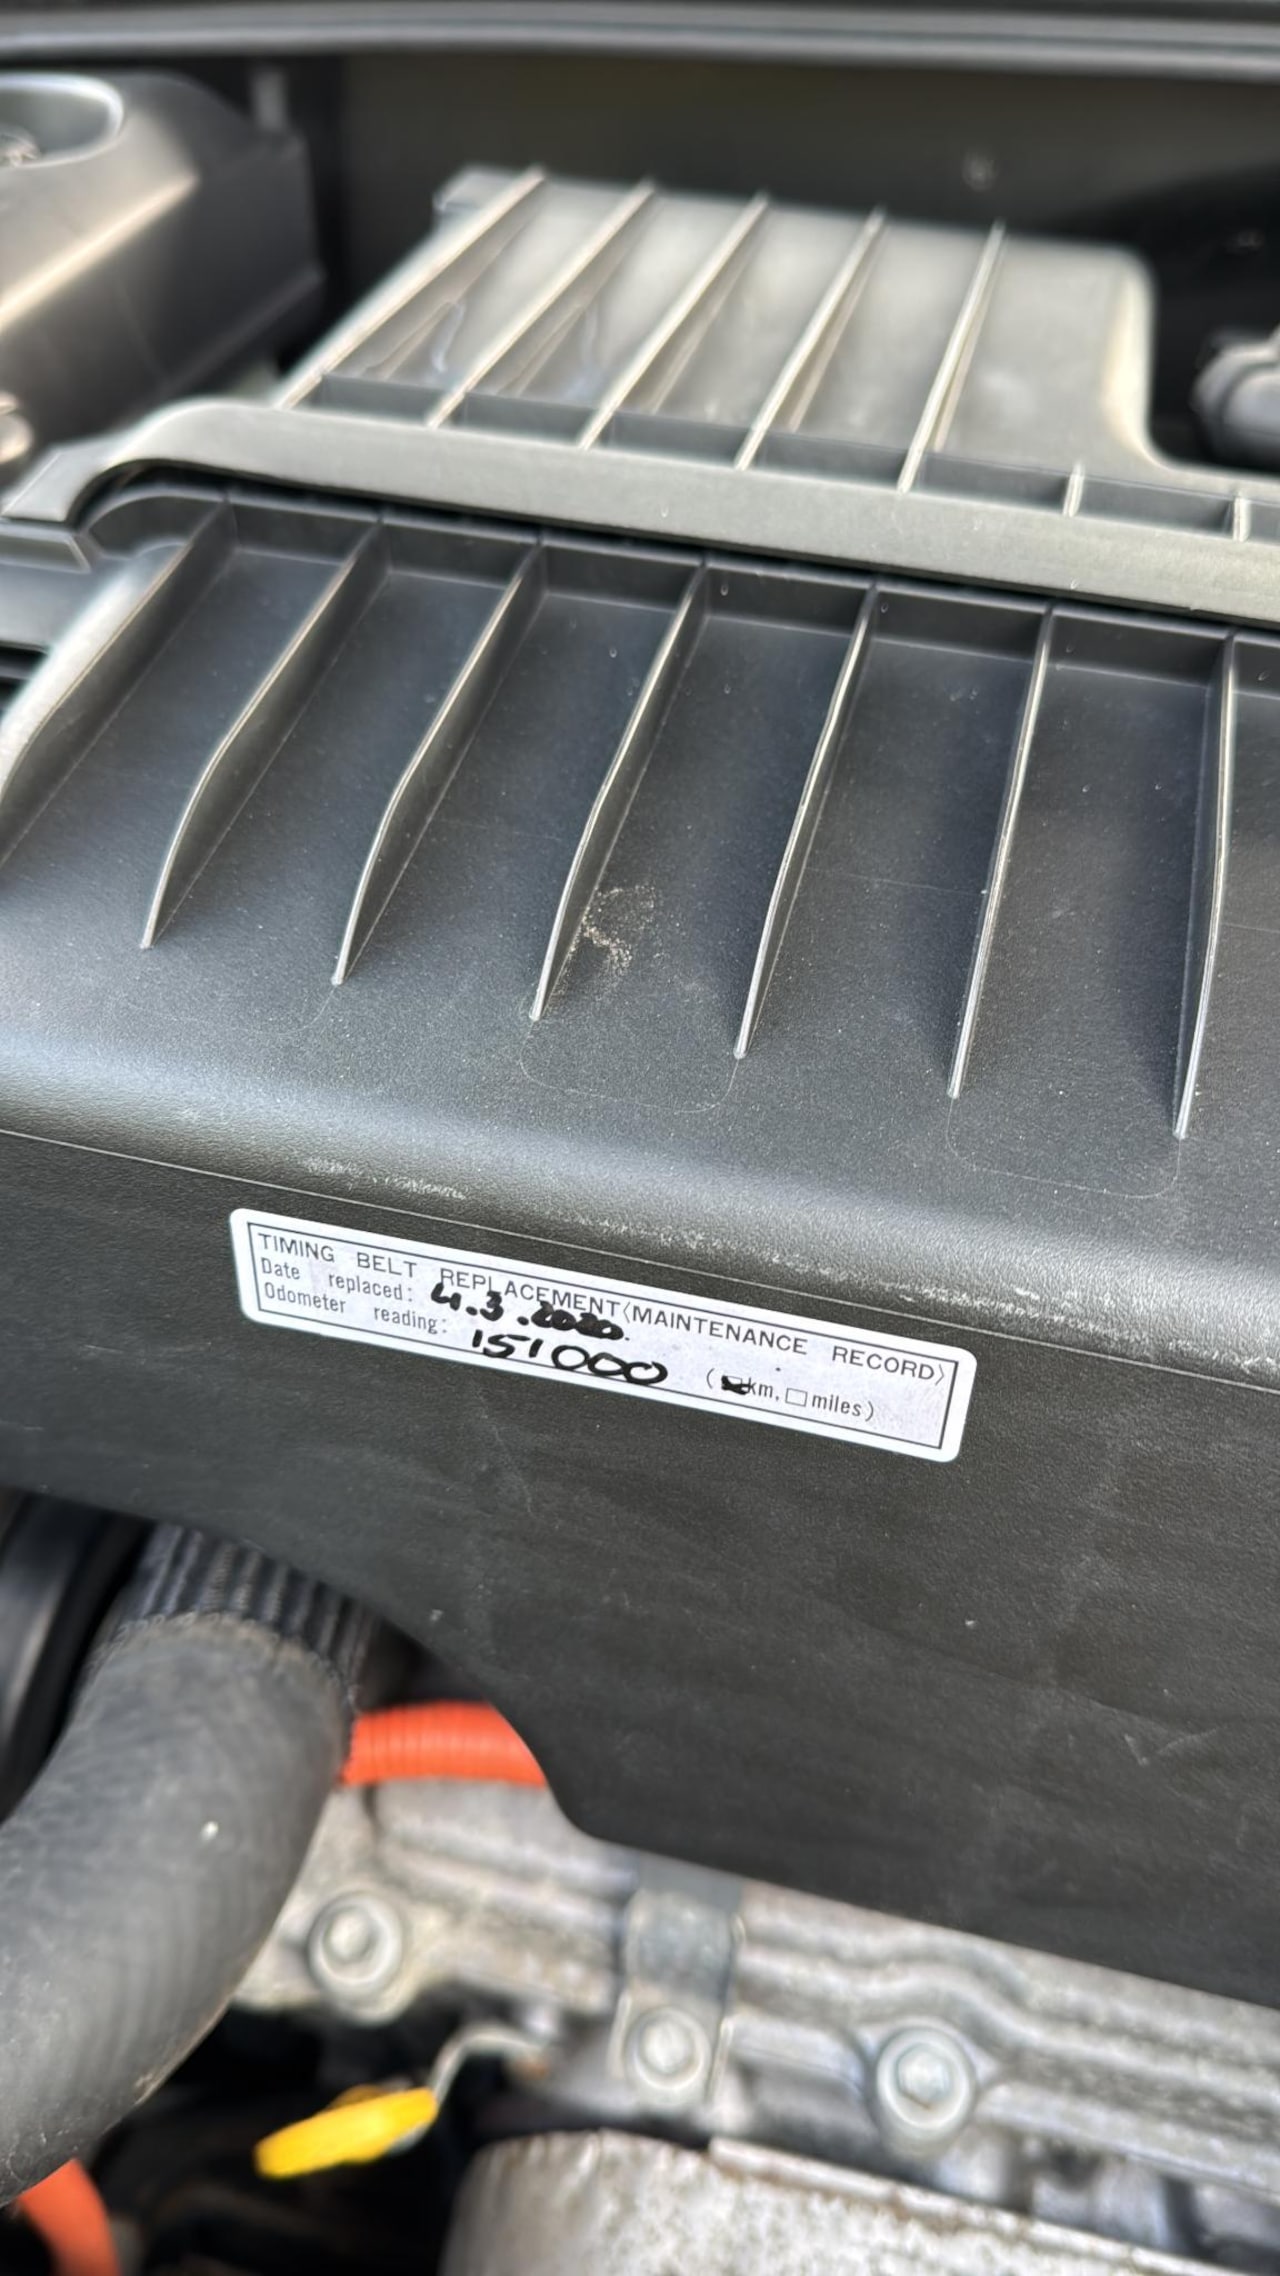 TIMING BELT REPLACEMENT〈MAINTENANCE RECORD〉
Date replaced: 4.3.2020.
Odometer reading: 151000 (☑km, ☐miles)